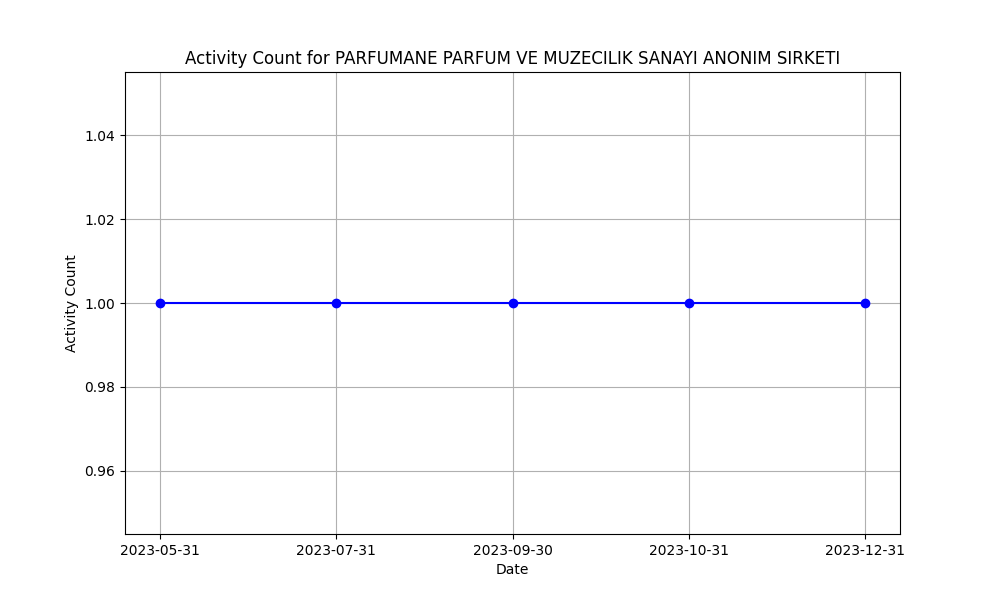 Activity Count for PARFUMANE PARFUM VE MUZECILIK SANAYI ANONIM SIRKETI
Activity Count
1.04
1.02
1.00
0.98
0.96
2023-05-31 2023-07-31 2023-09-30 2023-10-31 2023-12-31
Date